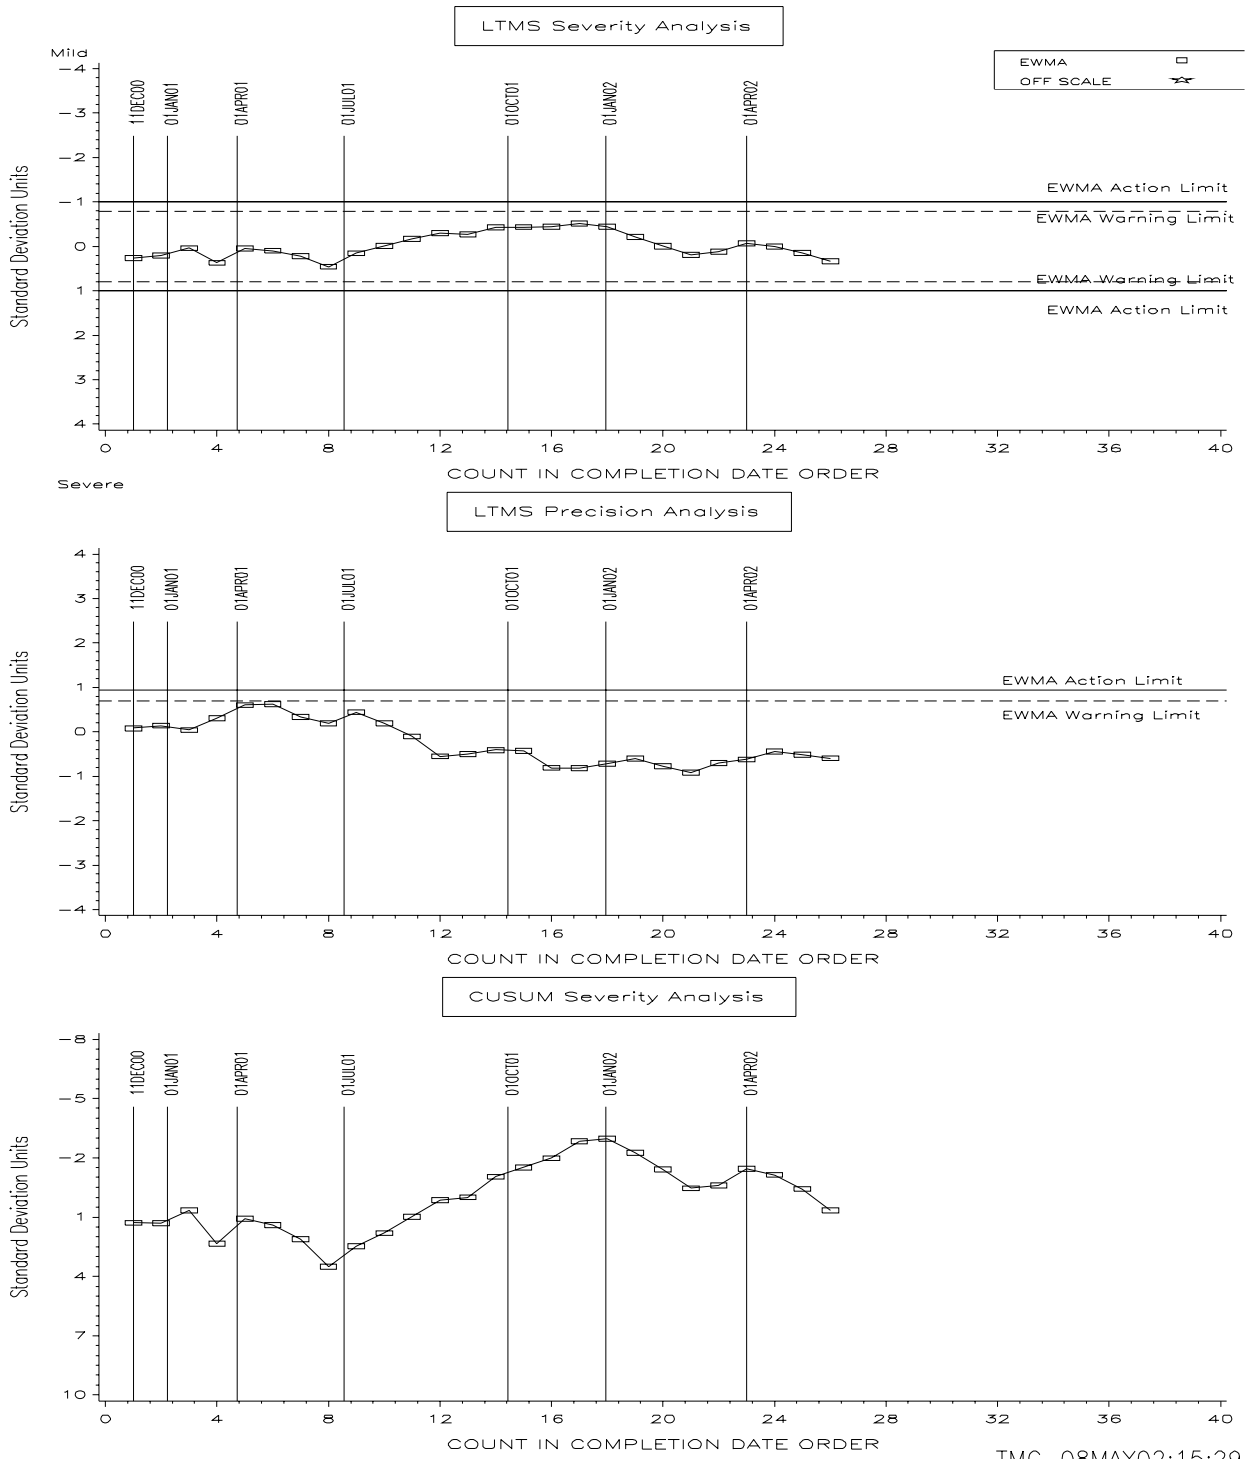 LTMS Severity Analysis
Mild
EWMA
OFF SCALE
-4
-3
-2
-1
0
1
2
3
4
Standard Deviation Units
11DEC00
01JAN01
01APR01
01JUL01
01OCT01
01JAN02
01APR02
EWMA Action Limit
EWMA Warning Limit
EWMA Warning Limit
EWMA Action Limit
0 4 8 12 16 20 24 28 32 36 40
COUNT IN COMPLETION DATE ORDER
Severe
LTMS Precision Analysis
4
3
2
1
0
-1
-2
-3
-4
Standard Deviation Units
11DEC00
01JAN01
01APR01
01JUL01
01OCT01
01JAN02
01APR02
EWMA Action Limit
EWMA Warning Limit
0 4 8 12 16 20 24 28 32 36 40
COUNT IN COMPLETION DATE ORDER
CUSUM Severity Analysis
-8
-5
-2
1
4
7
10
Standard Deviation Units
11DEC00
01JAN01
01APR01
01JUL01
01OCT01
01JAN02
01APR02
0 4 8 12 16 20 24 28 32 36 40
COUNT IN COMPLETION DATE ORDER
TMC 08MAY02:15:29